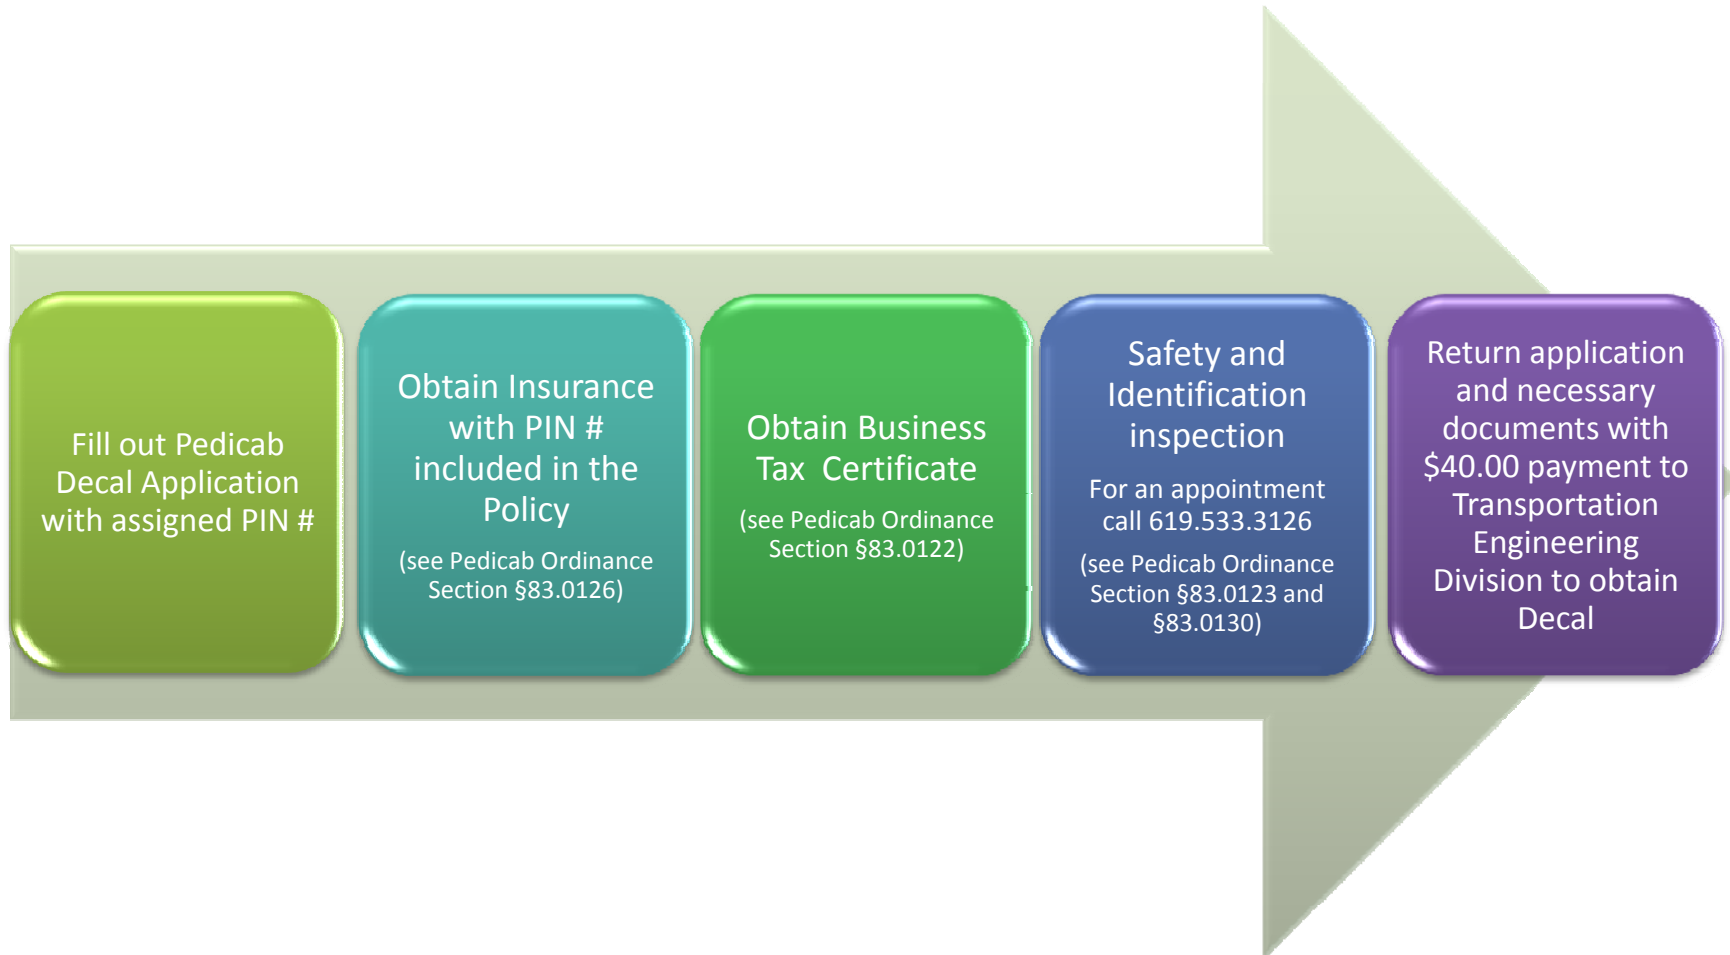 Fill out Pedicab
Decal Application
with assigned PIN #
Obtain Insurance
with PIN #
included in the
Policy
(see Pedicab Ordinance
Section §83.0126)
Obtain Business
Tax Certificate
(see Pedicab Ordinance
Section §83.0122)
Safety and
Identification
inspection
For an appointment
call 619.533.3126
(see Pedicab Ordinance
Section §83.0123 and
§83.0130)
Return application
and necessary
documents with
$40.00 payment to
Transportation
Engineering
Division to obtain
Decal